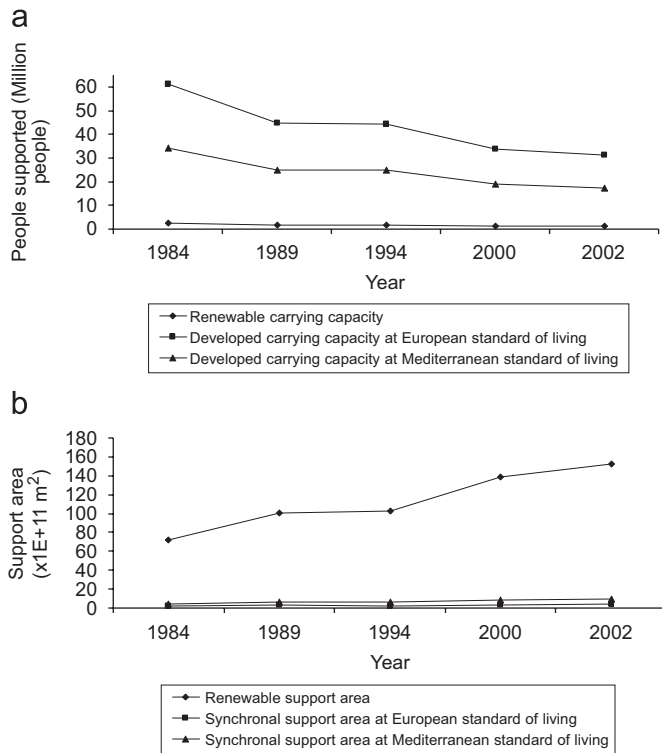 a
People supported (Million
people)
60
50
40
30
20
10
0
1984 1989 1994 2000 2002
Year
Renewable carrying capacity
Developed carrying capacity at European standard of living
Developed carrying capacity at Mediterranean standard of living
b
Support area
(x1E+11 m²)
180
160
140
120
100
80
60
40
20
0
1984 1989 1994 2000 2002
Year
Renewable support area
Synchronal support area at European standard of living
Synchronal support area at Mediterranean standard of living